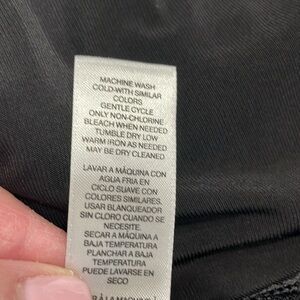 MACHINE WASH
COLD-WITH SIMILAR
COLORS
GENTLE CYCLE
ONLY NON-CHLORINE
BLEACH WHEN NEEDED
TUMBLE DRY LOW
WARM IRON AS NEEDED
MAY BE DRY CLEANED
LAVAR A MÁQUINA CON
AGUA FRIA EN
CICLO SUAVE CON
COLORES SIMILARES.
USAR BLANQUEADOR
SIN CLORO CUANDO SE
NECESITE
SECAR A MÁQUINA A
BAJA TEMPERATURA
PLANCHAR A BAJA
TEMPERATURA
PUEDE LAVARSE EN
SECO